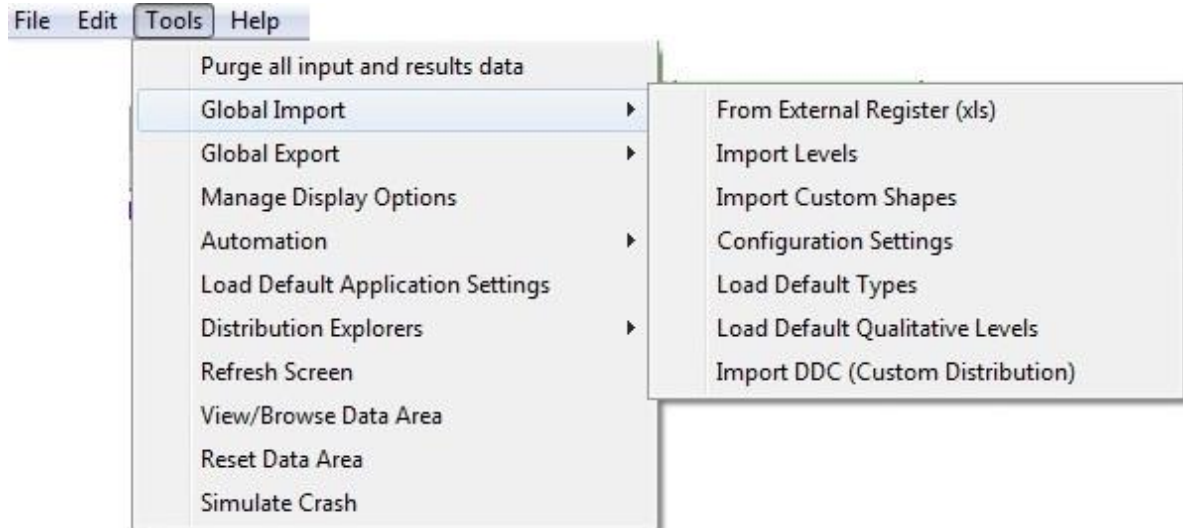 File Edit Tools Help
Purge all input and results data
Global Import
Global Export
Manage Display Options
Automation
Load Default Application Settings
Distribution Explorers
Refresh Screen
View/Browse Data Area
Reset Data Area
Simulate Crash
From External Register (xls)
Import Levels
Import Custom Shapes
Configuration Settings
Load Default Types
Load Default Qualitative Levels
Import DDC (Custom Distribution)